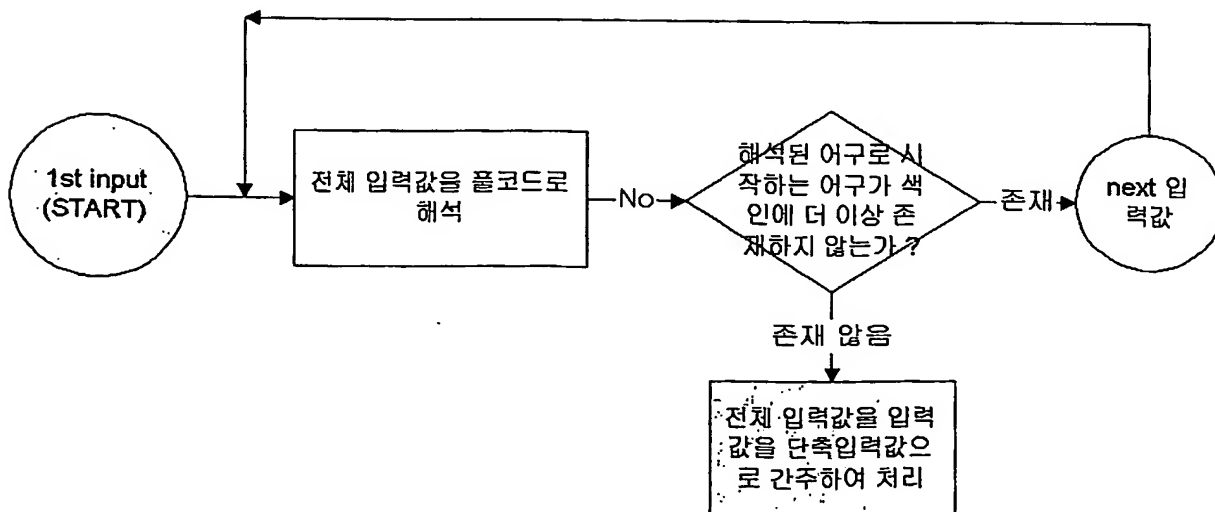 1st input
(START)
전체 입력값을 풀코드로
해석
No
해석된 어구로 시
작하는 어구가 색
인에 더 이상 존
재하지 않는가 ?
존재
next 입
력값
존재 않음
전체 입력값을 입력
값을 단축입력값으
로 간주하여 처리